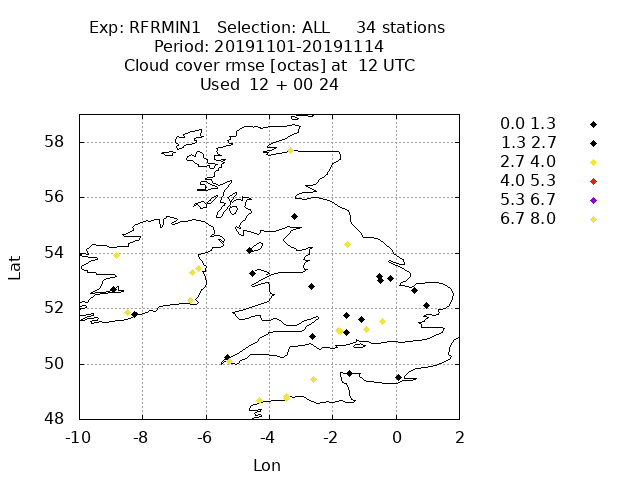 Exp: RFRMIN1   Selection: ALL     34 stations
Period: 20191101-20191114
Cloud cover rmse [octas] at  12 UTC
Used  12 + 00 24
0.0 1.3
1.3 2.7
2.7 4.0
4.0 5.3
5.3 6.7
6.7 8.0
58
56
54
52
50
48
Lat
-10 -8 -6 -4 -2 0 2
Lon